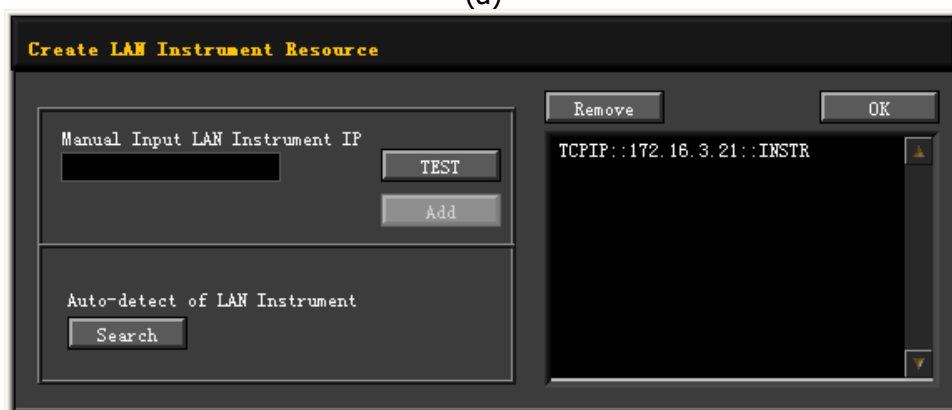 Create LAN Instrument Resource
Remove
OK
Manual Input LAN Instrument IP
TEST
Add
TCPIP::172.16.3.21::INSTR
Auto-detect of LAN Instrument
Search